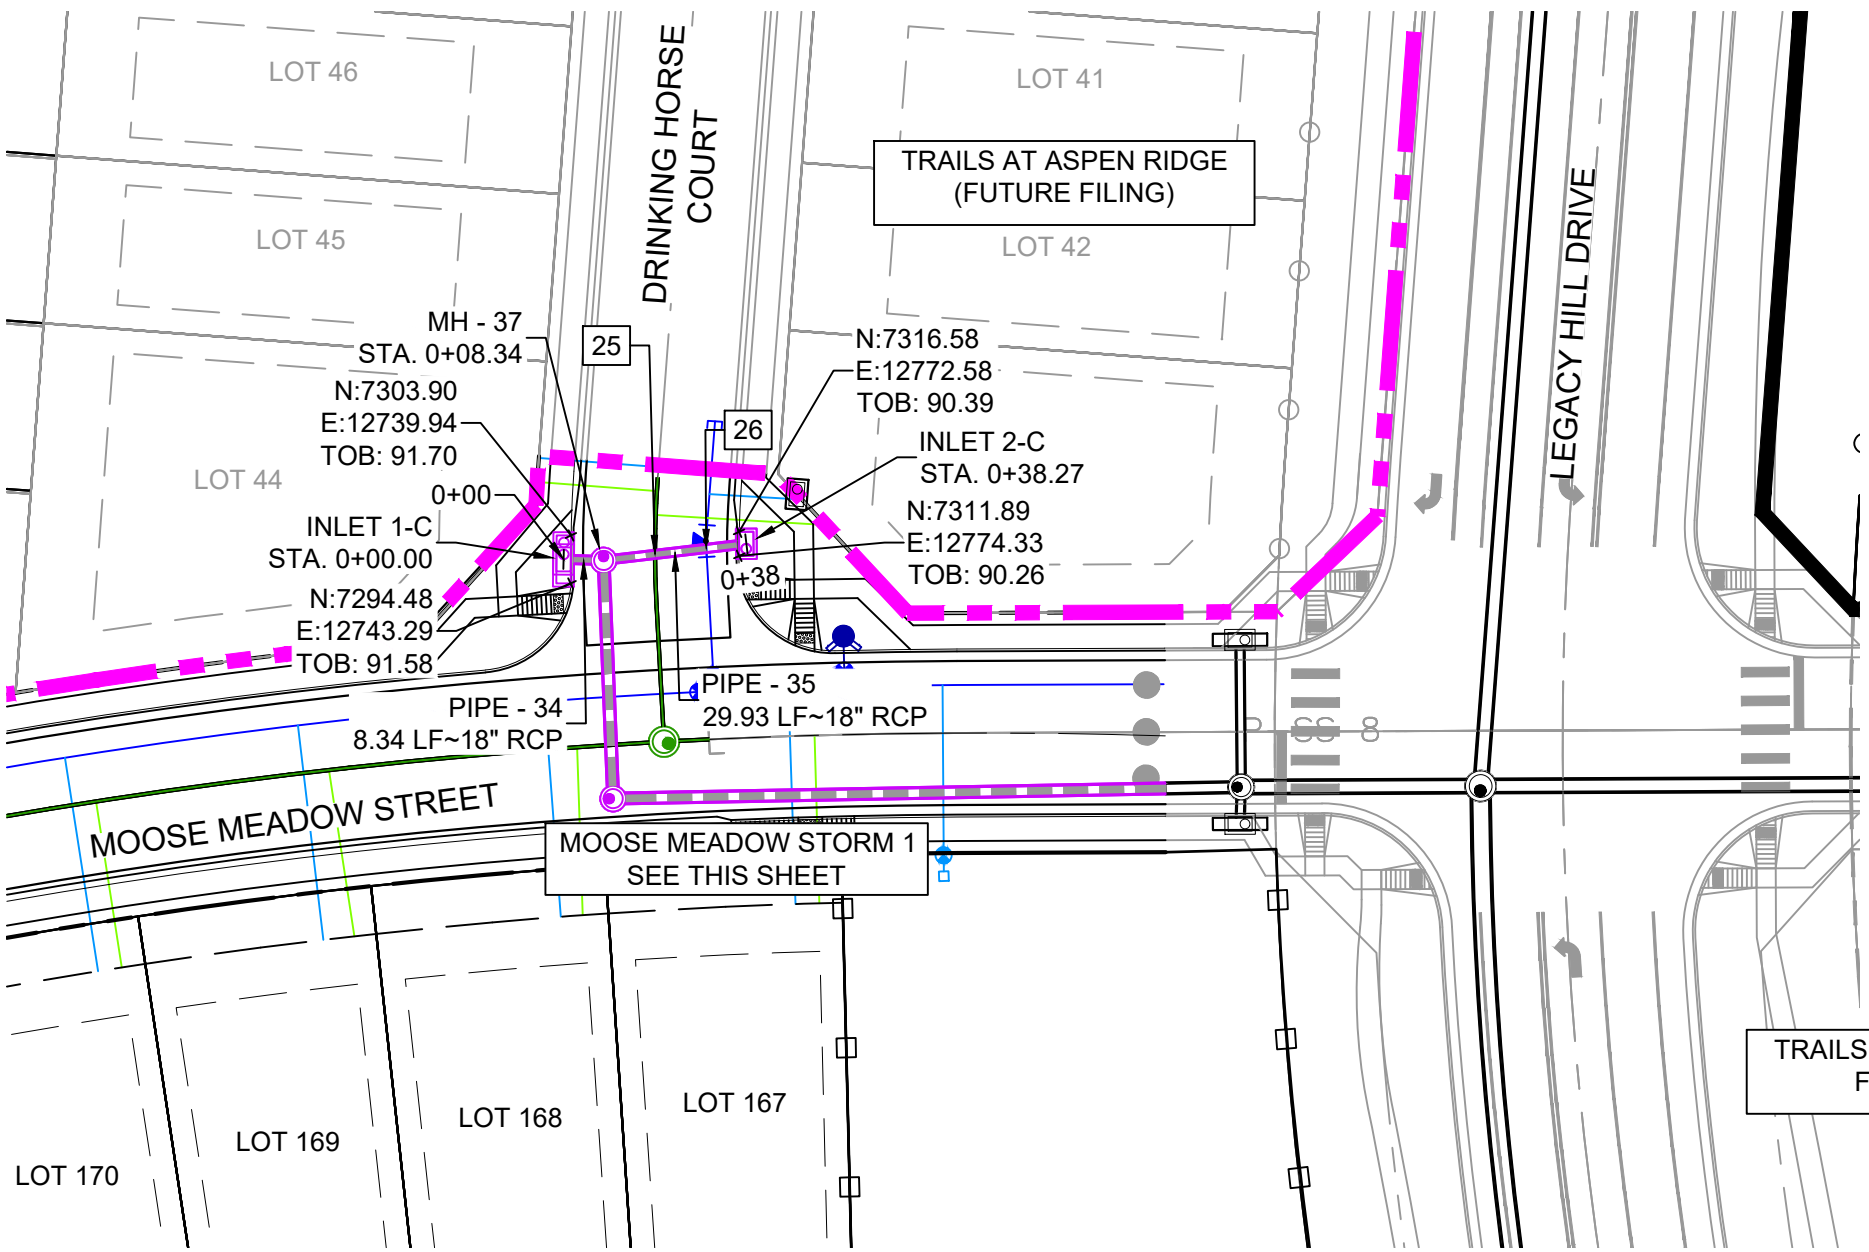 LOT 46
LOT 45
LOT 44
DRINKING HORSE
COURT
LOT 41
TRAILS AT ASPEN RIDGE
(FUTURE FILING)
LOT 42
LEGACY HILL DRIVE
MH - 37
STA. 0+08.34
25
26
N:7303.90
E:12739.94
TOB: 91.70
0+00
INLET 1-C
STA. 0+00.00
N:7294.48
E:12743.29
TOB: 91.58
N:7316.58
E:12772.58
TOB: 90.39
INLET 2-C
STA. 0+38.27
N:7311.89
E:12774.33
TOB: 90.26
0+38
PIPE - 34
8.34 LF~18" RCP
PIPE - 35
29.93 LF~18" RCP
MOOSE MEADOW STREET
MOOSE MEADOW STORM 1
SEE THIS SHEET
LOT 170
LOT 169
LOT 168
LOT 167
TRAILS
F